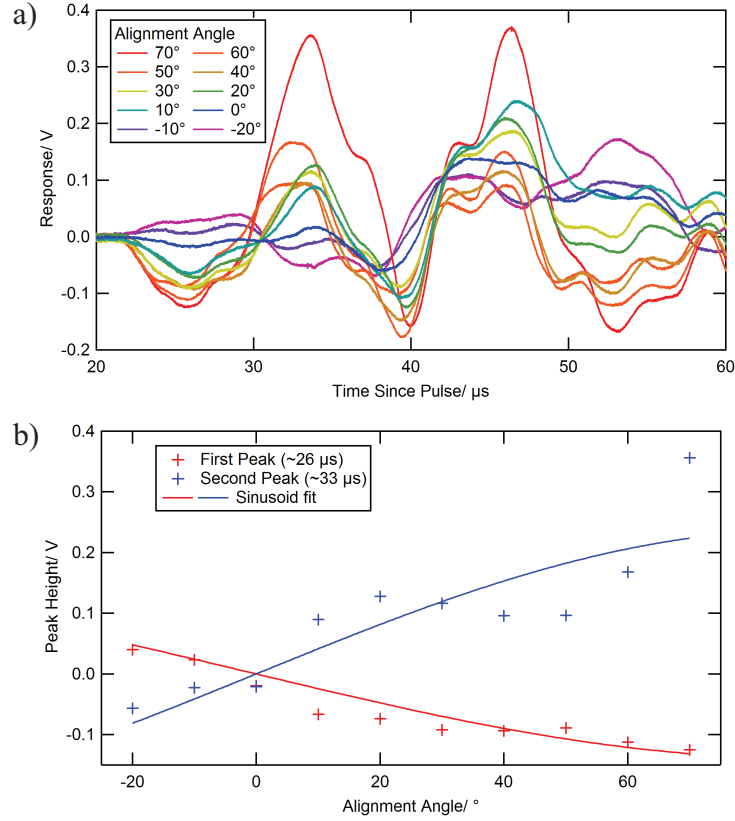 a)
0.4
0.3
0.2
0.1
0.0
-0.1
-0.2
Response/ V
Alignment Angle
70° 60°
50° 40°
30° 20°
10° 0°
-10° -20°
20 30 40 50 60
Time Since Pulse/ µs
b)
0.4
0.3
0.2
0.1
0.0
-0.1
Peak Height/ V
First Peak (~26 µs)
Second Peak (~33 µs)
Sinusoid fit
-20 0 20 40 60
Alignment Angle/ °